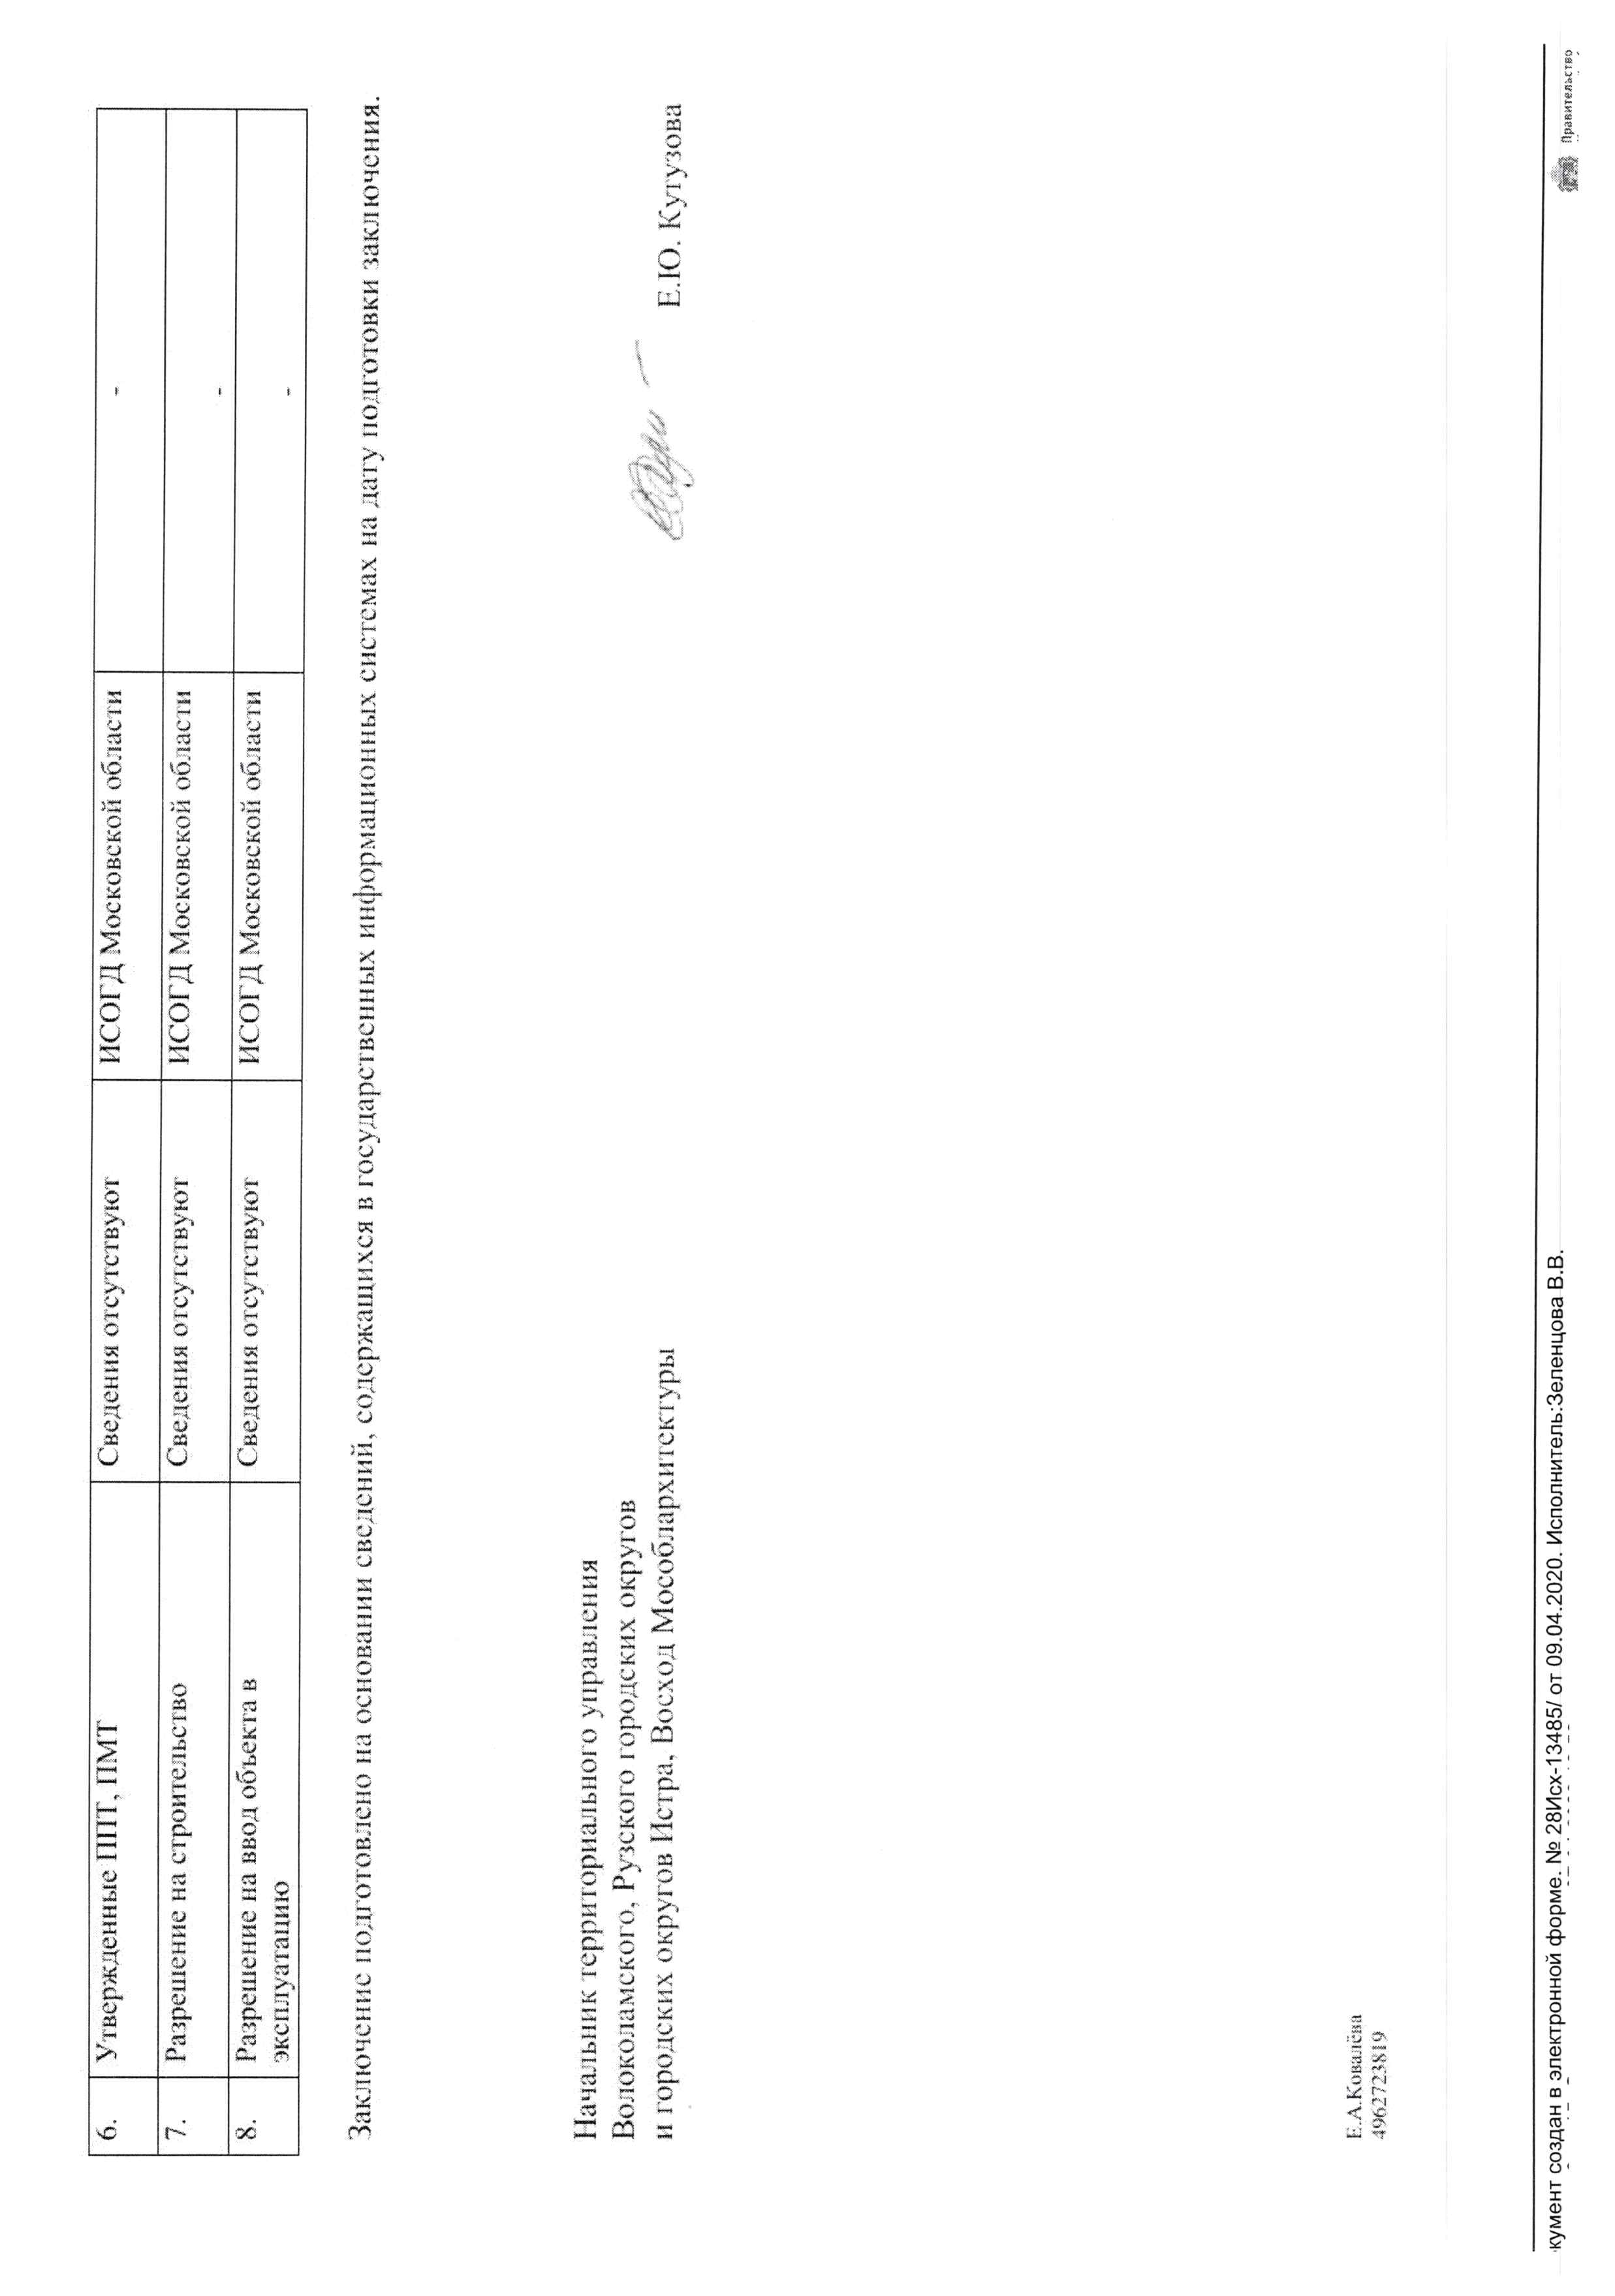 6. Утвержденные ППТ, ПМТ Сведения отсутствуют ИСОГД Московской области -
7. Разрешение на строительство Сведения отсутствуют ИСОГД Московской области -
8. Разрешение на ввод объекта в Сведения отсутствуют ИСОГД Московской области -
эксплуатацию
Заключение подготовлено на основании сведений, содержащихся в государственных информационных системах на дату подготовки заключения.
Начальник территориального управления
Волоколамского, Рузского городских округов
и городских округов Истра, Восход Мособлархитектуры Е.Ю. Кутузова
Е.А.Ковалёва
4962723819
кумент создан в электронной форме. № 28Исх-13485/ от 09.04.2020. Исполнитель:Зеленцова В.В.
Правительство